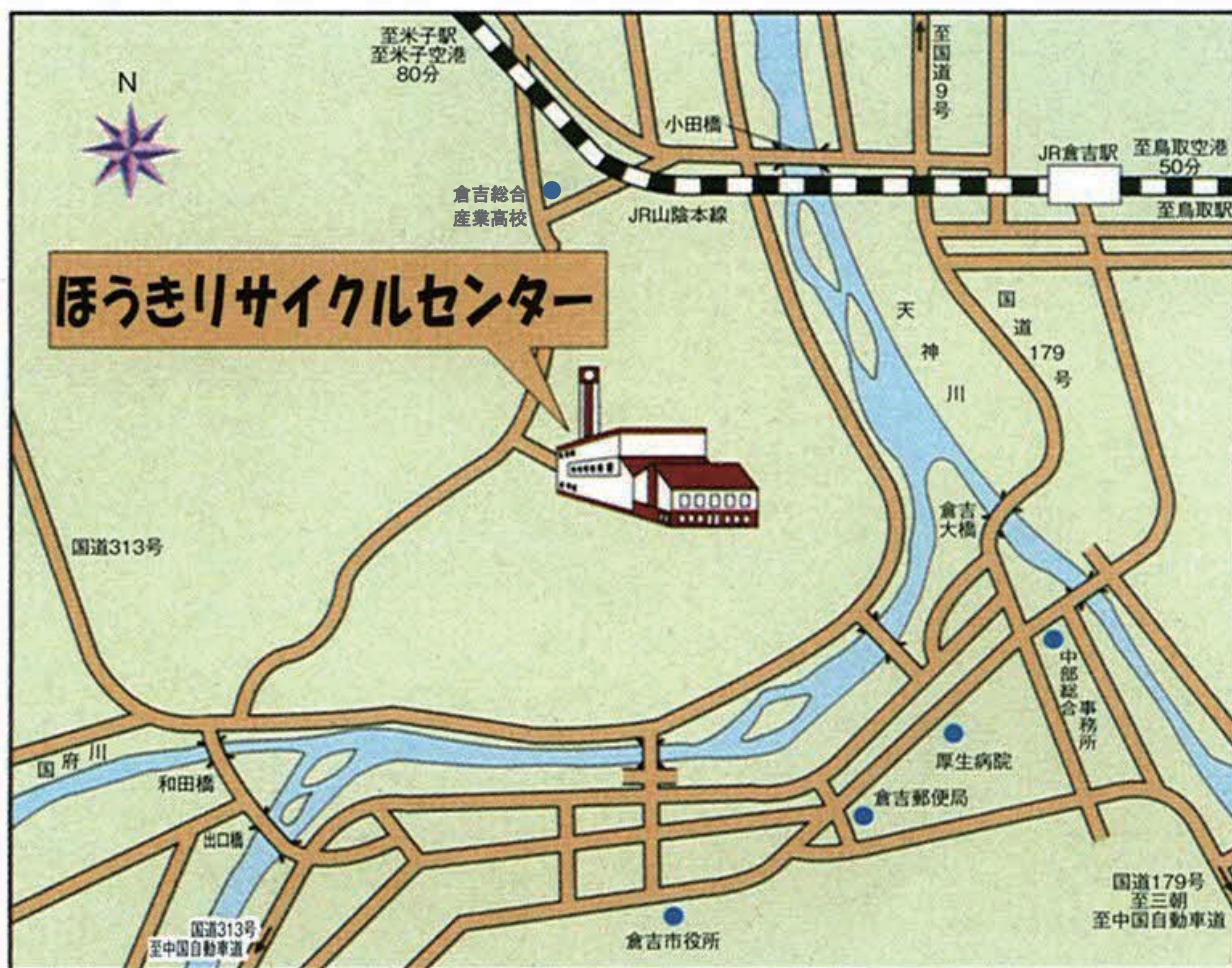 至米子駅
至米子空港
80分
N
至国道9号
小田橋
JR倉吉駅
至鳥取空港
50分
至鳥取駅
倉吉総合
産業高校
JR山陰本線
ほうきリサイクルセンター
国道179号
天神川
倉吉
大橋
国道313号
中部総合
事務所
国府川
和田橋
厚生病院
倉吉郵便局
出口橋
国道179号
至三朝
至中国自動車道
国道313号
至中国自動車道
倉吉市役所